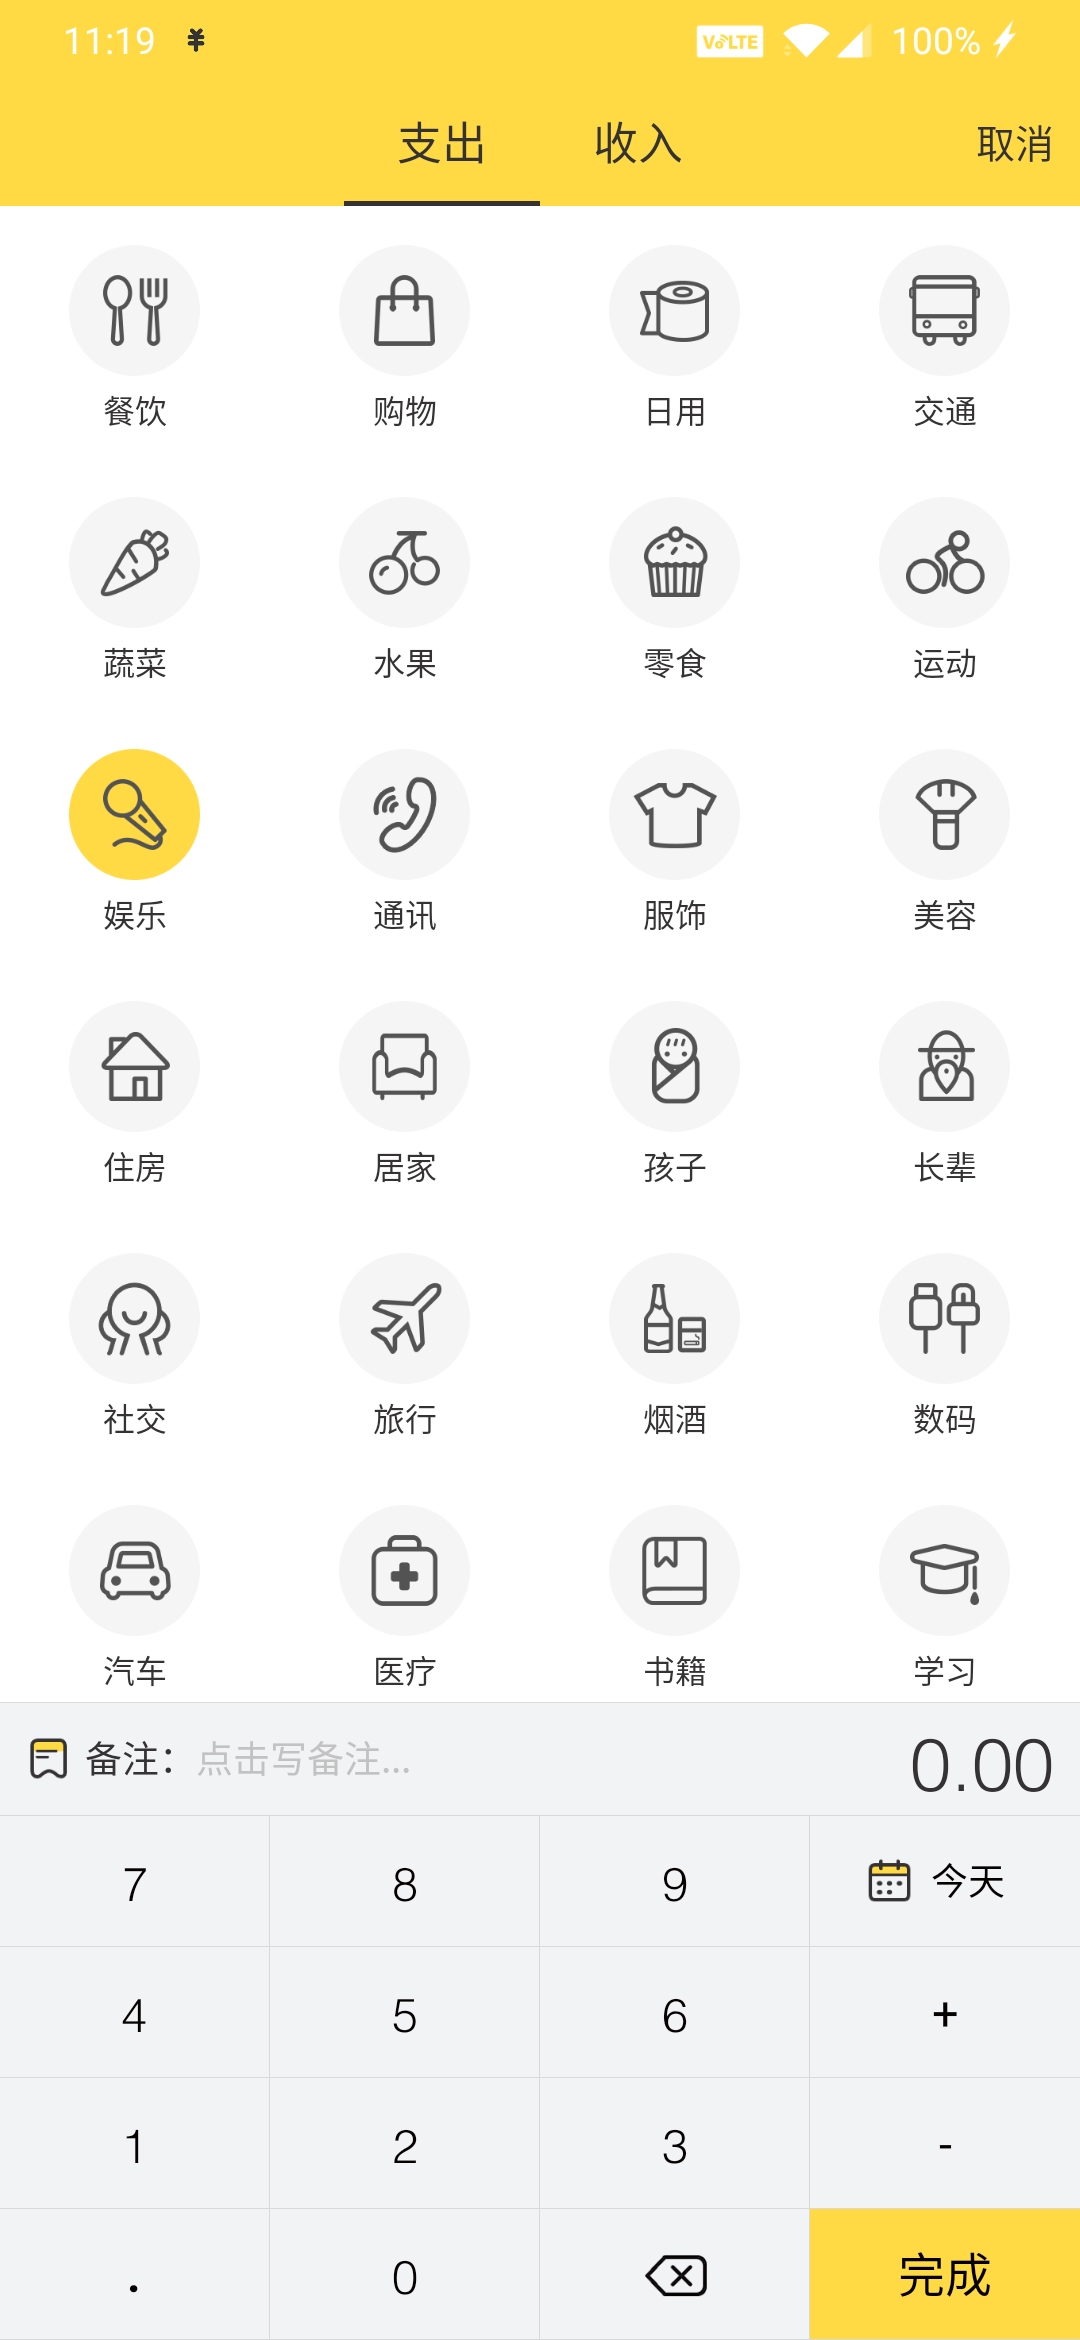 11:19 VoLTE 100%
支出 收入 取消
餐饮 购物 日用 交通
蔬菜 水果 零食 运动
娱乐 通讯 服饰 美容
住房 居家 孩子 长辈
社交 旅行 烟酒 数码
汽车 医疗 书籍 学习
备注： 点击写备注... 0.00
7 8 9 今天
4 5 6 +
1 2 3 -
. 0 完成